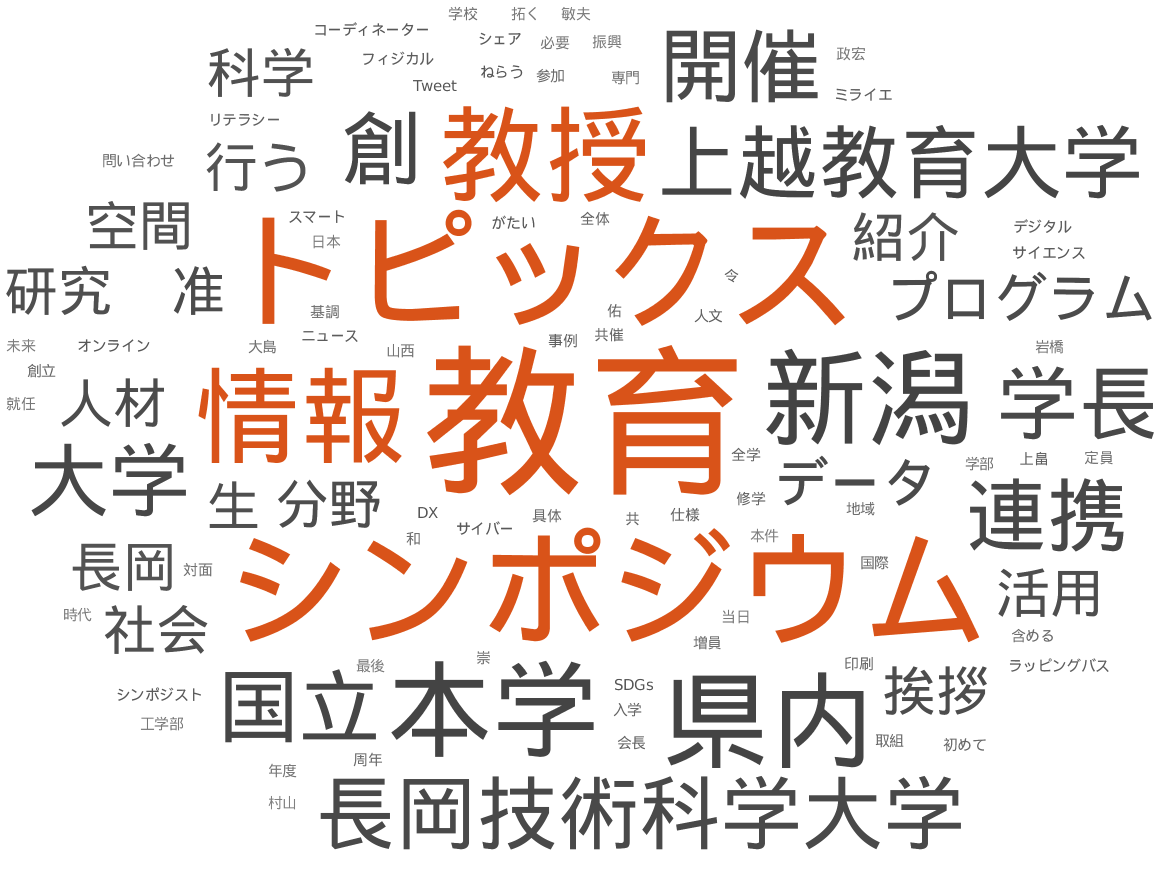 学校 拓く 敏夫
コーディネーター シェア 必要 振興
科学 フィジカル ねらう 参加 専門 開催 政宏
Tweet ミライエ
リテラシー
問い合わせ 行う 創 教授 上越教育大学
空間 スマート がたい 全体 紹介 デジタル
日本 トピックス サイエンス
研究 准 令 プログラム
基調 佑 人文
ニュース 事例 共催
未来 オンライン 大島 山西 岩橋
創立
就任 人材 情報 教育 新潟 学長
大学 全学 データ 学部 上畠 定員
生 分野 修学 地域 連携
DX サイバー 具体 共 仕様
長岡 対面 和 シンポジウム 本件 国際 活用
時代 社会 当日 含める
増員
最後 崇 印刷 ラッピングバス
シンポジスト 国立 本学 SDGs 県内 挨拶
工学部 入学
会長 取組 初めて
年度 周年
村山 長岡技術科学大学